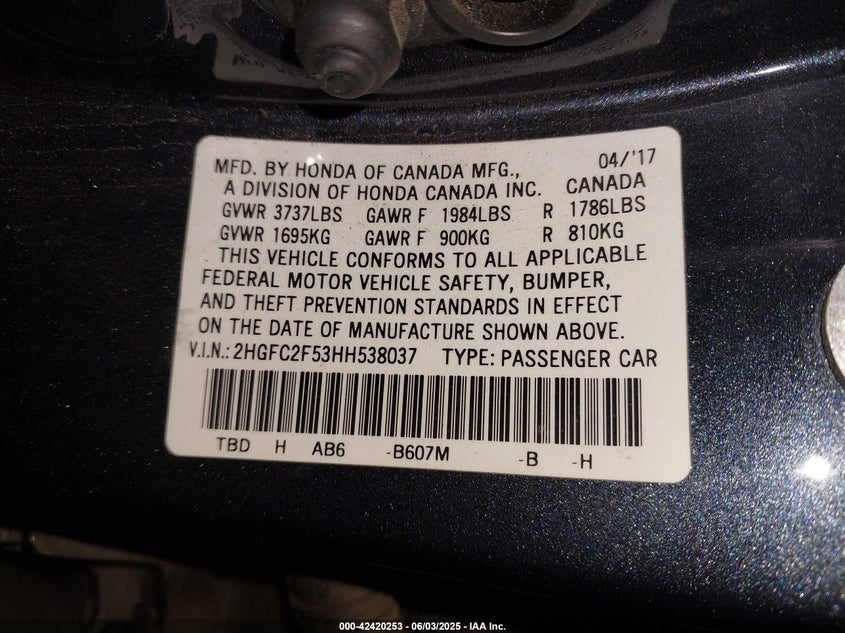 MFD. BY HONDA OF CANADA MFG., 04/'17
A DIVISION OF HONDA CANADA INC. CANADA
GVWR 3737LBS GAWR F 1984LBS R 1786LBS
GVWR 1695KG GAWR F 900KG R 810KG
THIS VEHICLE CONFORMS TO ALL APPLICABLE
FEDERAL MOTOR VEHICLE SAFETY, BUMPER,
AND THEFT PREVENTION STANDARDS IN EFFECT
ON THE DATE OF MANUFACTURE SHOWN ABOVE.
V.I.N.: 2HGFC2F53HH538037 TYPE: PASSENGER CAR
TBD H AB6 -B607M -B -H
000-42420253 - 06/03/2025 - IAA Inc.